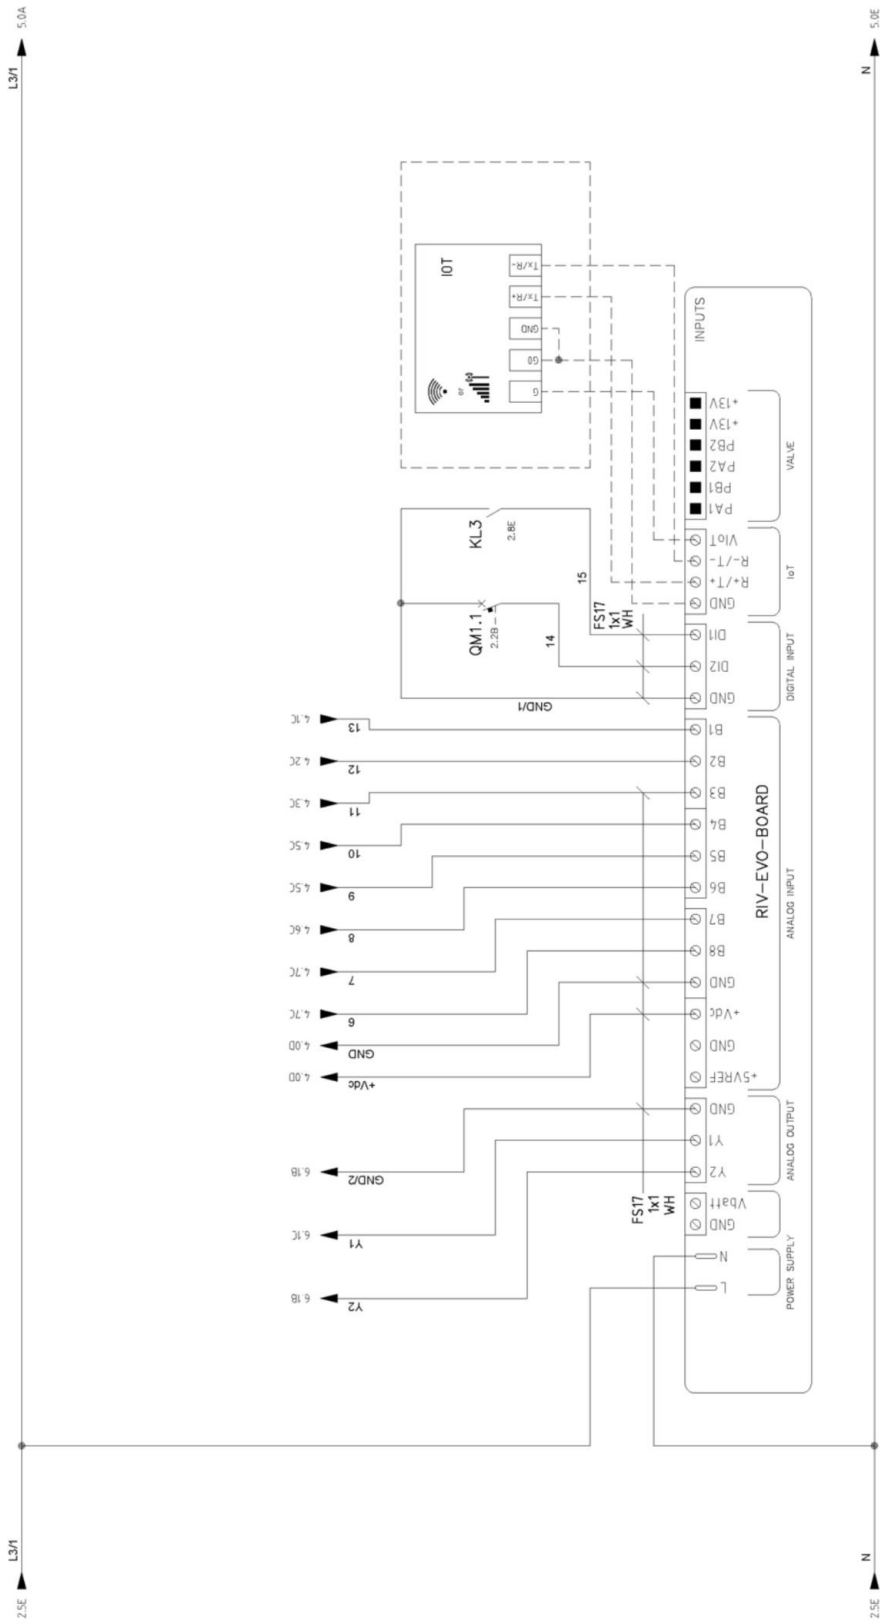 5.0A
5.0E
L3/1
N
IOT
Tx/R-
Tx/R+
GND
G0
G
INPUTS
+13V
+13V
PB2
PA2
PB1
PA1
VALVE
KL3
2.8E
15
QM1.1
2.2B
14
FS17
1x1
WH
VIoT
R-/T-
R+/T+
GND
IoT
DI1
DI2
GND
DIGITAL INPUT
GND/1
4.1C
13
B1
4.2C
12
B2
4.3C
11
B3
4.5C
10
B4
4.5C
9
B5
4.6C
8
B6
4.7C
7
B7
4.7C
6
B8
4.0D
GND
GND
4.0D
+Vdc
+Vdc
GND
+5VREF
RIV-EVO-BOARD
ANALOG INPUT
6.1B
GND/2
GND
6.1C
Y1
Y1
6.1B
Y2
Y2
ANALOG OUTPUT
FS17
1x1
WH
Vbatt
GND
N
L
POWER SUPPLY
L3/1
N
2.5E
2.5E